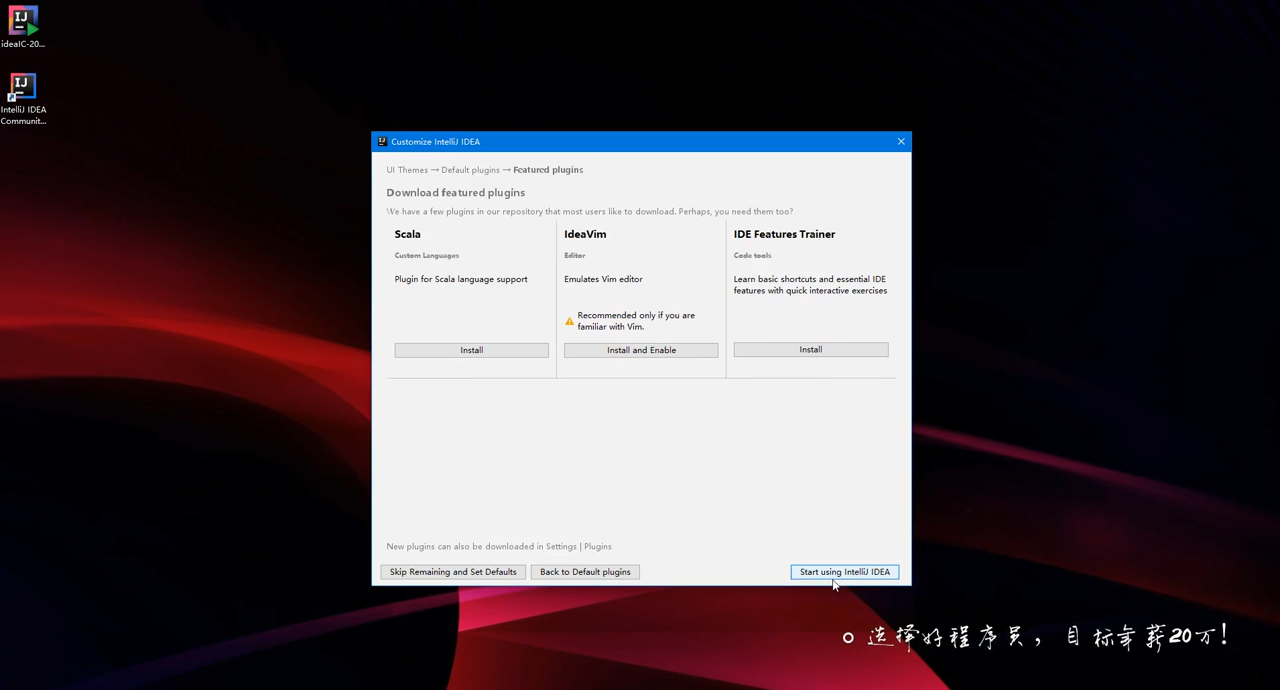 ideaIC-20...
IntelliJ IDEA
Communit...
Customize IntelliJ IDEA
UI Themes → Default plugins → Featured plugins
Download featured plugins
We have a few plugins in our repository that most users like to download. Perhaps, you need them too?
Scala
Custom Languages
Plugin for Scala language support
Install
IdeaVim
Editor
Emulates Vim editor
Recommended only if you are
familiar with Vim.
Install and Enable
IDE Features Trainer
Code tools
Learn basic shortcuts and essential IDE
features with quick interactive exercises
Install
New plugins can also be downloaded in Settings | Plugins
Skip Remaining and Set Defaults
Back to Default plugins
Start using IntelliJ IDEA
选择好程序员，目标年薪20万！